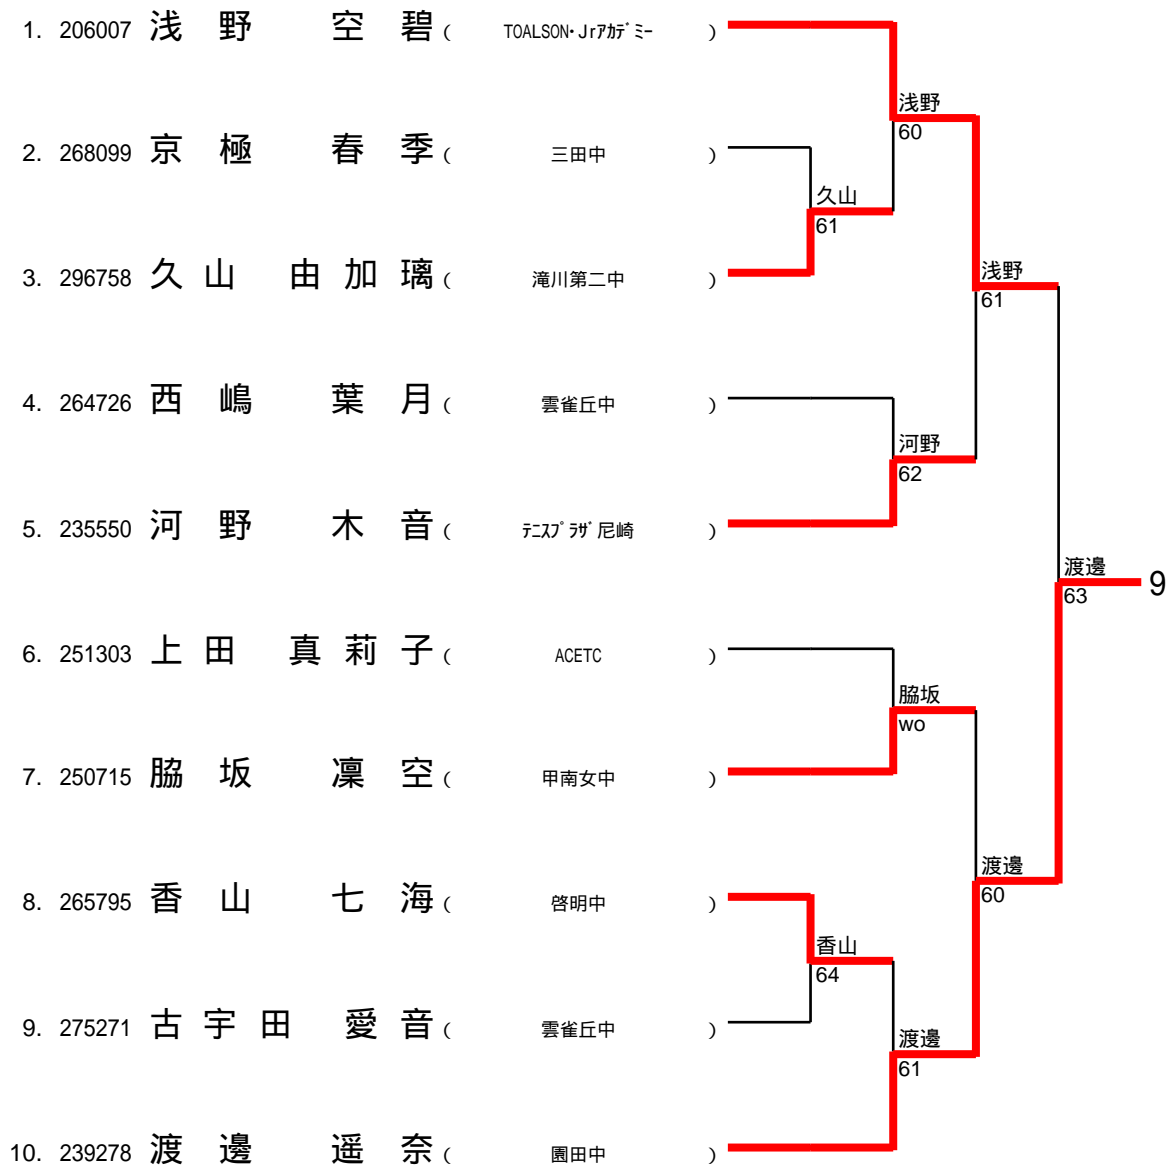 1. 206007 浅野 空碧 ( TOALSON・Jrｱｶﾃﾞﾐｰ )
浅野
60
2. 268099 京極 春季 ( 三田中 )
久山
61
3. 296758 久山 由加璃 ( 滝川第二中 )
浅野
61
4. 264726 西嶋 葉月 ( 雲雀丘中 )
河野
62
5. 235550 河野 木音 ( ﾃﾆｽﾌﾟﾗｻﾞ尼崎 )
渡邊
63
9
6. 251303 上田 真莉子 ( ACETC )
脇坂
wo
7. 250715 脇坂 凜空 ( 甲南女中 )
渡邊
60
8. 265795 香山 七海 ( 啓明中 )
香山
64
9. 275271 古宇田 愛音 ( 雲雀丘中 )
渡邊
61
10. 239278 渡邊 遥奈 ( 園田中 )